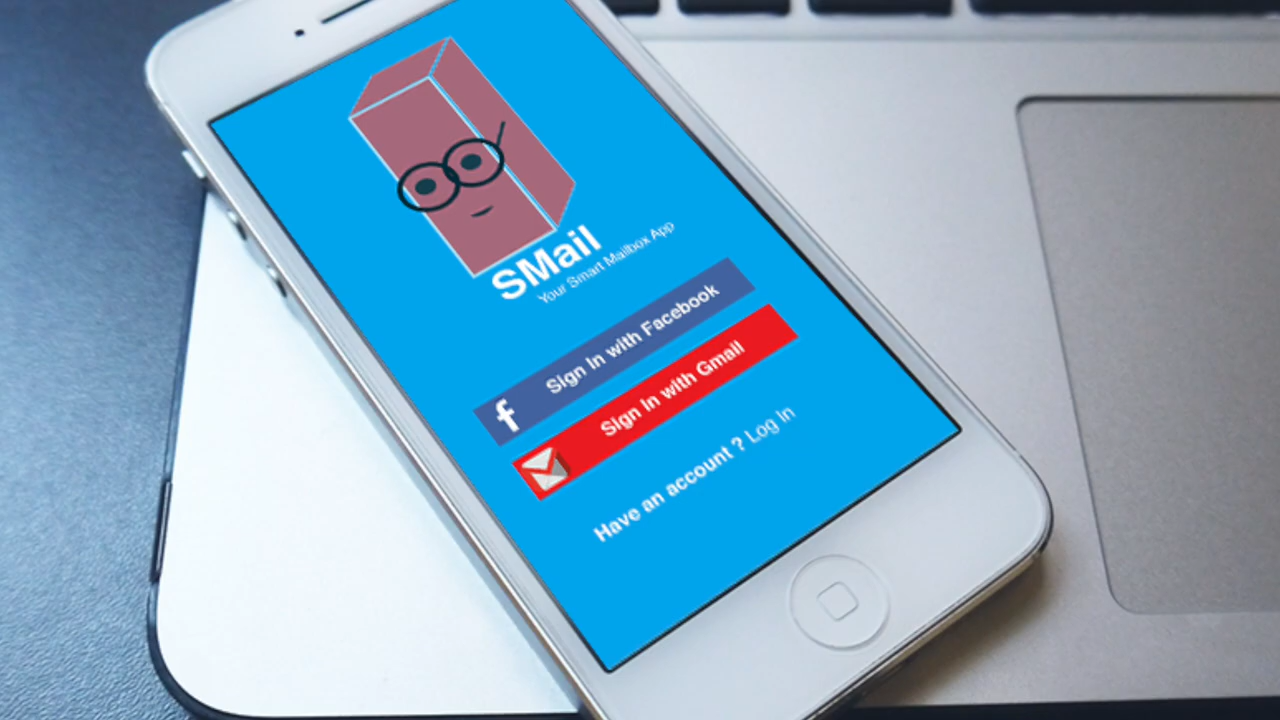 SMail
Your Smart Mailbox App
f Sign In with Facebook
Sign In with Gmail
Have an account ? Log in